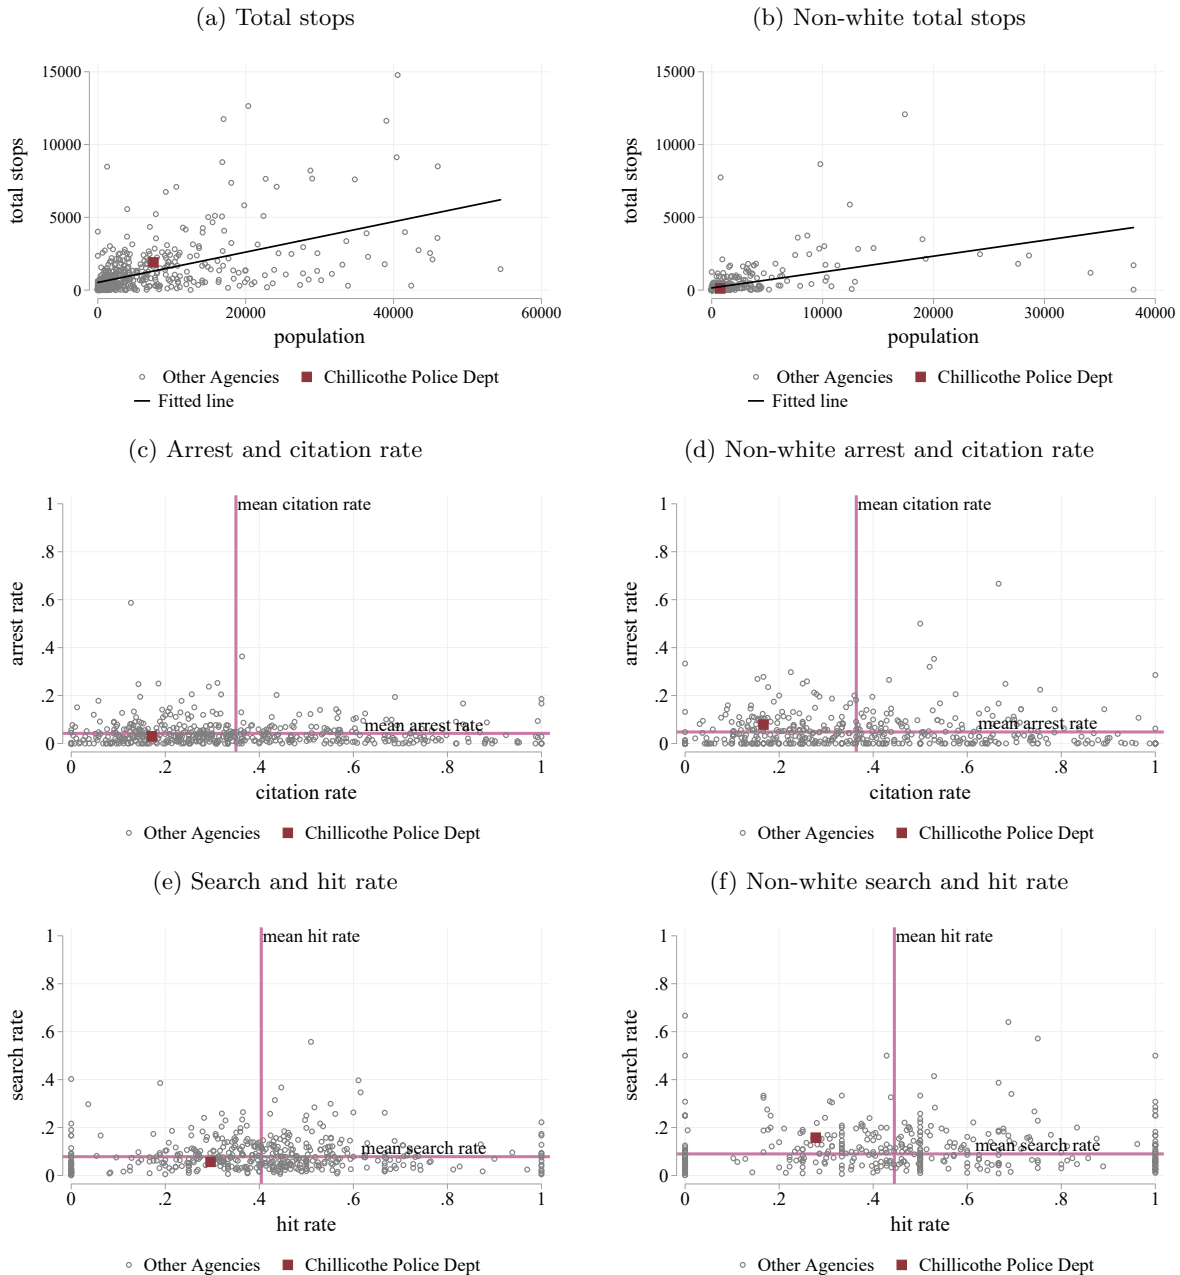 (a) Total stops
(b) Non-white total stops
15000
10000
5000
0
total stops
0 20000 40000 60000
population
Other Agencies Chillicothe Police Dept
Fitted line
15000
10000
5000
0
total stops
0 10000 20000 30000 40000
population
Other Agencies Chillicothe Police Dept
Fitted line
(c) Arrest and citation rate
(d) Non-white arrest and citation rate
1
.8
.6
.4
.2
0
arrest rate
mean citation rate
mean arrest rate
0 .2 .4 .6 .8 1
citation rate
Other Agencies Chillicothe Police Dept
1
.8
.6
.4
.2
0
arrest rate
mean citation rate
mean arrest rate
0 .2 .4 .6 .8 1
citation rate
Other Agencies Chillicothe Police Dept
(e) Search and hit rate
(f) Non-white search and hit rate
1
.8
.6
.4
.2
0
search rate
mean hit rate
mean search rate
0 .2 .4 .6 .8 1
hit rate
Other Agencies Chillicothe Police Dept
1
.8
.6
.4
.2
0
search rate
mean hit rate
mean search rate
0 .2 .4 .6 .8 1
hit rate
Other Agencies Chillicothe Police Dept